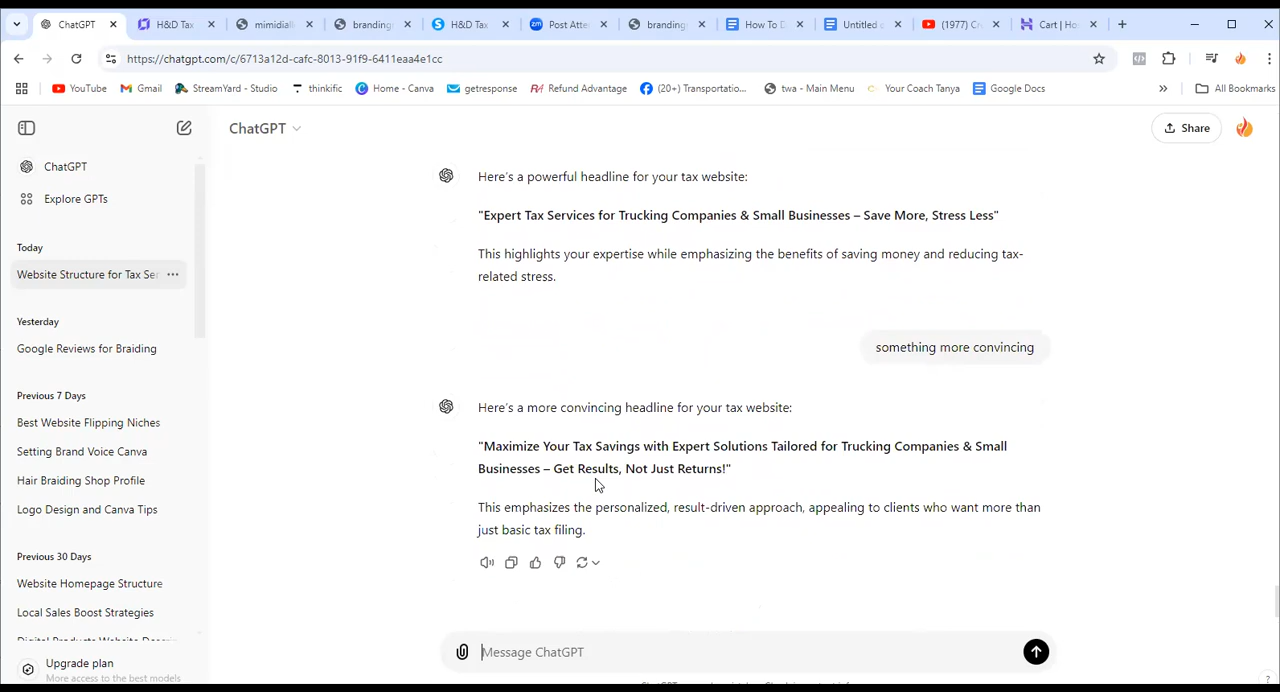 ChatGPT
H&D Tax
mimidiall
branding
H&D Tax
Post Atte
branding
How To D
Untitled
(1977) Cr
Cart | Ho
https://chatgpt.com/c/6713a12d-cafc-8013-91f9-6411eaa4e1cc
YouTube
Gmail
StreamYard - Studio
thinkific
Home - Canva
getresponse
Refund Advantage
(20+) Transportatio...
twa - Main Menu
Your Coach Tanya
Google Docs
All Bookmarks
ChatGPT
Share
ChatGPT
Explore GPTs
Today
Website Structure for Tax Ser
Yesterday
Google Reviews for Braiding
Previous 7 Days
Best Website Flipping Niches
Setting Brand Voice Canva
Hair Braiding Shop Profile
Logo Design and Canva Tips
Previous 30 Days
Website Homepage Structure
Local Sales Boost Strategies
Digital Products Website
Upgrade plan
More access to the best models
Here's a powerful headline for your tax website:
"Expert Tax Services for Trucking Companies & Small Businesses – Save More, Stress Less"
This highlights your expertise while emphasizing the benefits of saving money and reducing tax-
related stress.
something more convincing
Here's a more convincing headline for your tax website:
"Maximize Your Tax Savings with Expert Solutions Tailored for Trucking Companies & Small
Businesses – Get Results, Not Just Returns!"
This emphasizes the personalized, result-driven approach, appealing to clients who want more than
just basic tax filing.
Message ChatGPT
?